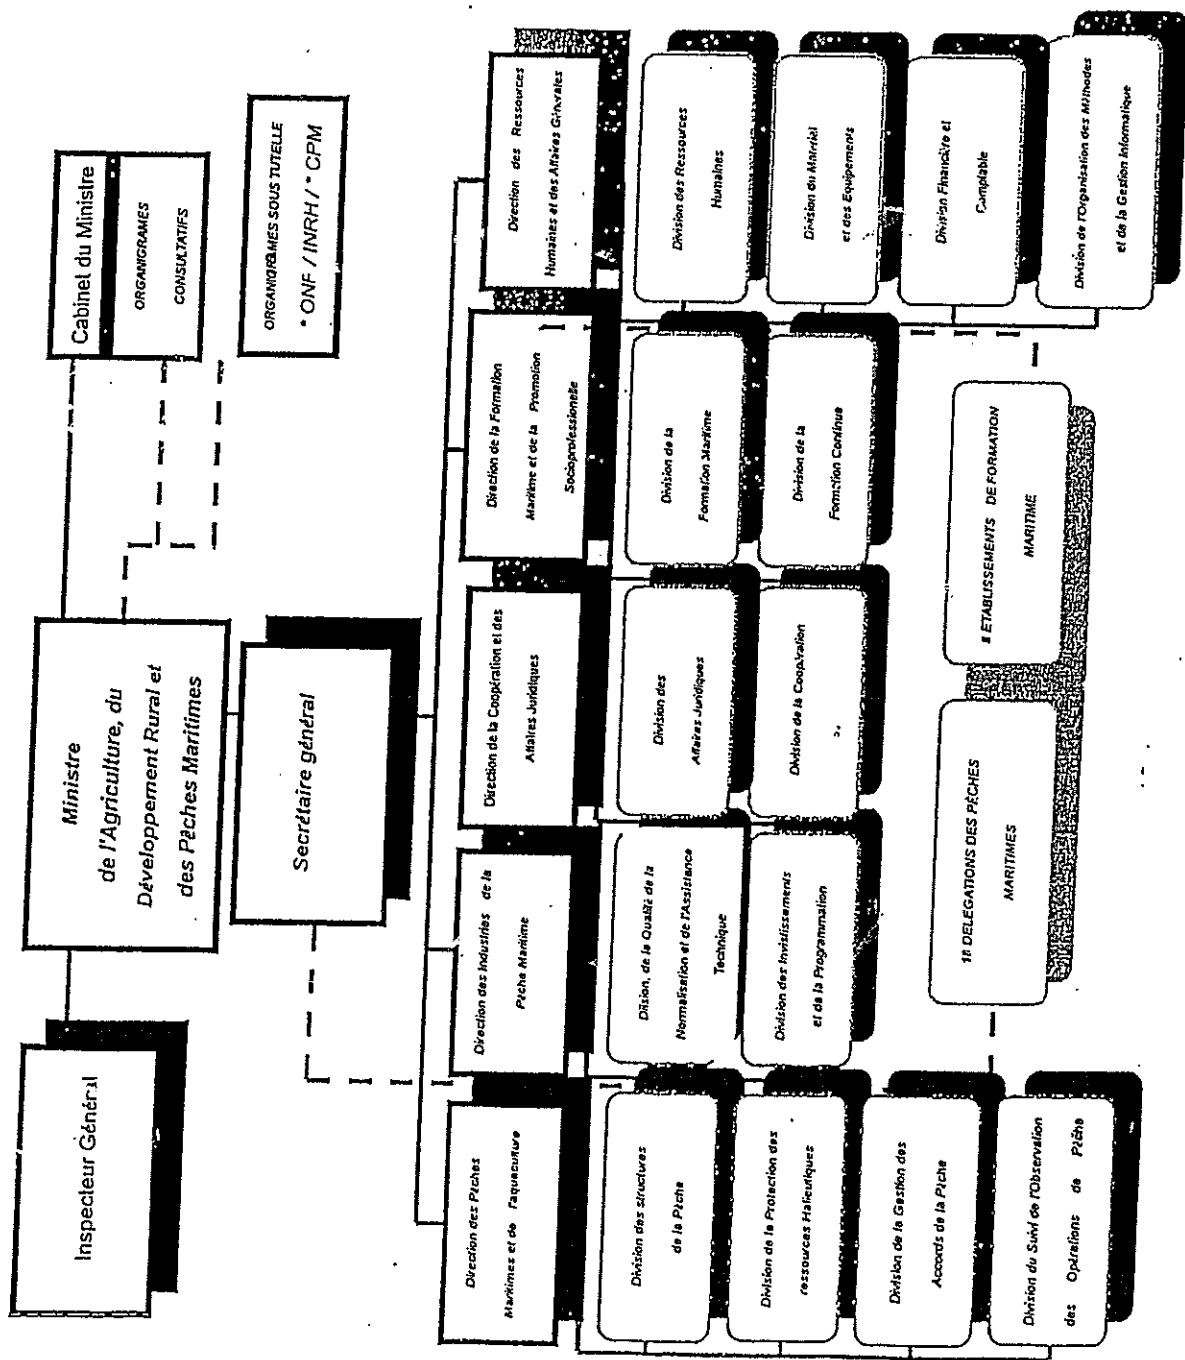 Cabinet du Ministre
ORGANIGRAMES
CONSULTATIFS
ORGANIGRAMES SOUS TUTELLE
* ONF / INRH / * CPM
Ministre
de l'Agriculture, du
Développement Rural et
des Pêches Maritimes
Inspecteur Général
Secrétaire général
Direction des Pêches
Maritimes et de l'aquaculture
Direction des Industries de la
Pêche Maritime
Direction de la Coopération et des
Affaires Juridiques
Direction de la Formation
Maritime et de la Promotion
Socioprofessionelle
Direction des Ressources
Humaines et des Affaires Générales
Division des structures
de la Pêche
Division de la Protection des
ressources Halieutiques
Division de la Gestion des
Accords de la Pêche
Division du Suivi de l'Observation
des Opérations de Pêche
Diision, de la Qualité de la
Normalisation et de l'Assistance
Technique
Division des Invistissements
et de la Programmation
Division des
Affaires Juridiques
Division de la Coopération
Division de la
Formation Maritime
Division de la
Formation Continue
Division des Ressources
Humaines
Division du Matériel
et des Equipements
Division Financière et
Comptable
Division de l'Organisation des Méthodes
et de la Gestion Informatique
DELEGATIONS DES PÊCHES
MARITIMES
8 ETABLISSEMENTS DE FORMATION
MARITIME